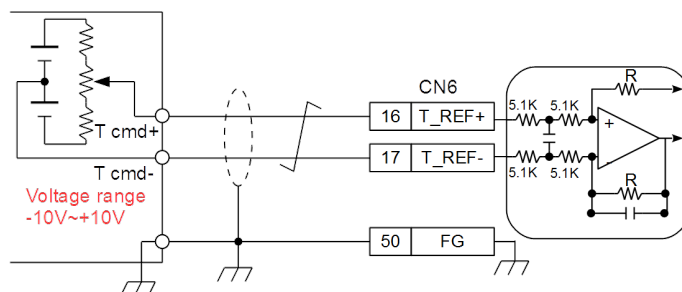 CN6
R
5.1K 5.1K
16 T_REF+
+
T cmd+
17 T_REF-
-
T cmd-
5.1K 5.1K
Voltage range
-10V~+10V
R
50 FG